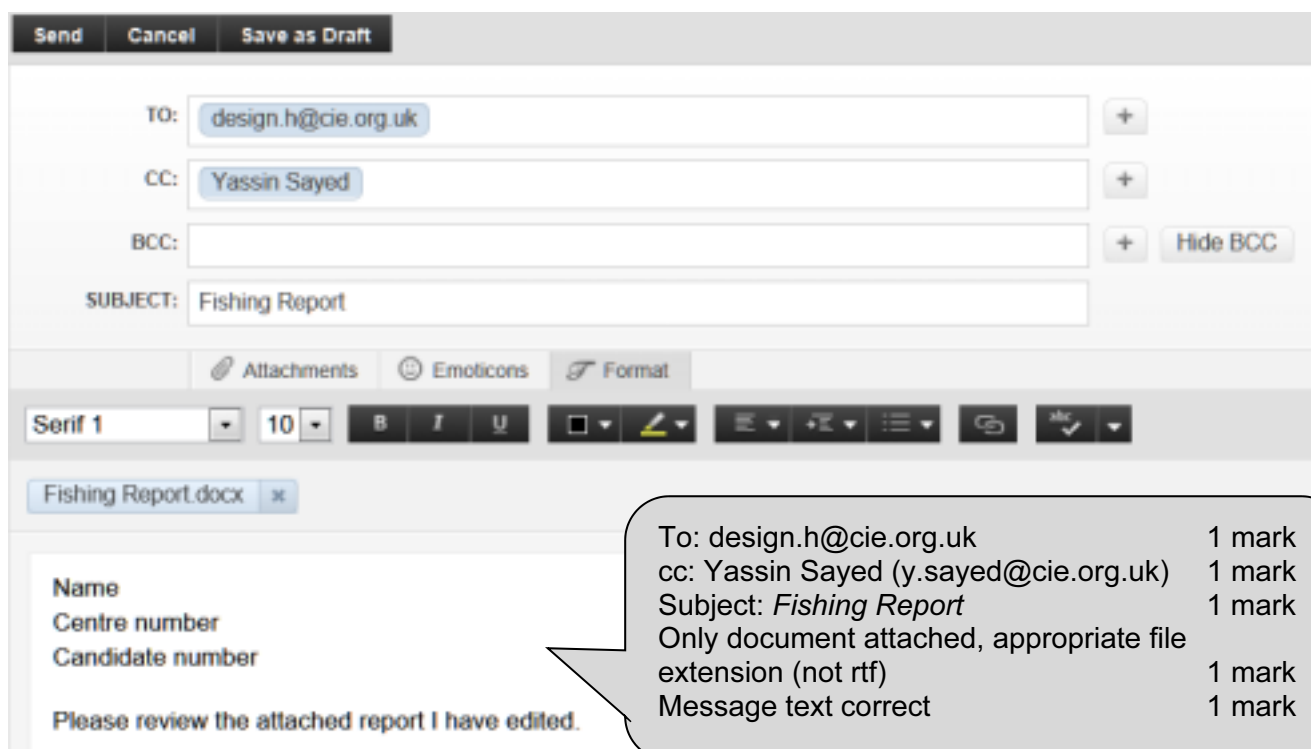 Send Cancel Save as Draft
TO: design.h@cie.org.uk +
CC: Yassin Sayed +
BCC: + Hide BCC
SUBJECT: Fishing Report
Attachments Emoticons Format
Serif 1 10 B I U abc
Fishing Report.docx x
Name
Centre number
Candidate number
Please review the attached report I have edited.
To: design.h@cie.org.uk 1 mark
cc: Yassin Sayed (y.sayed@cie.org.uk) 1 mark
Subject: Fishing Report 1 mark
Only document attached, appropriate file
extension (not rtf) 1 mark
Message text correct 1 mark